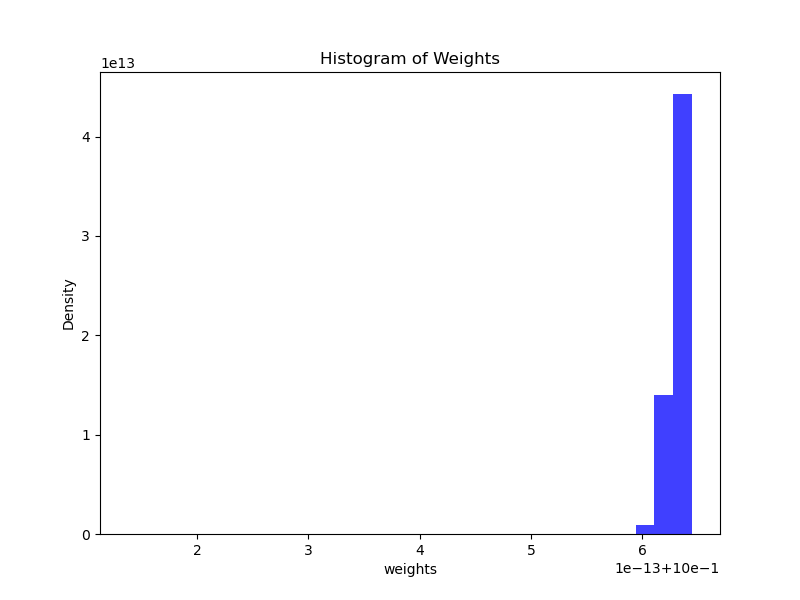 Histogram of Weights
1e13
4
3
2
1
0
Density
2 3 4 5 6
1e−13+10e−1
weights